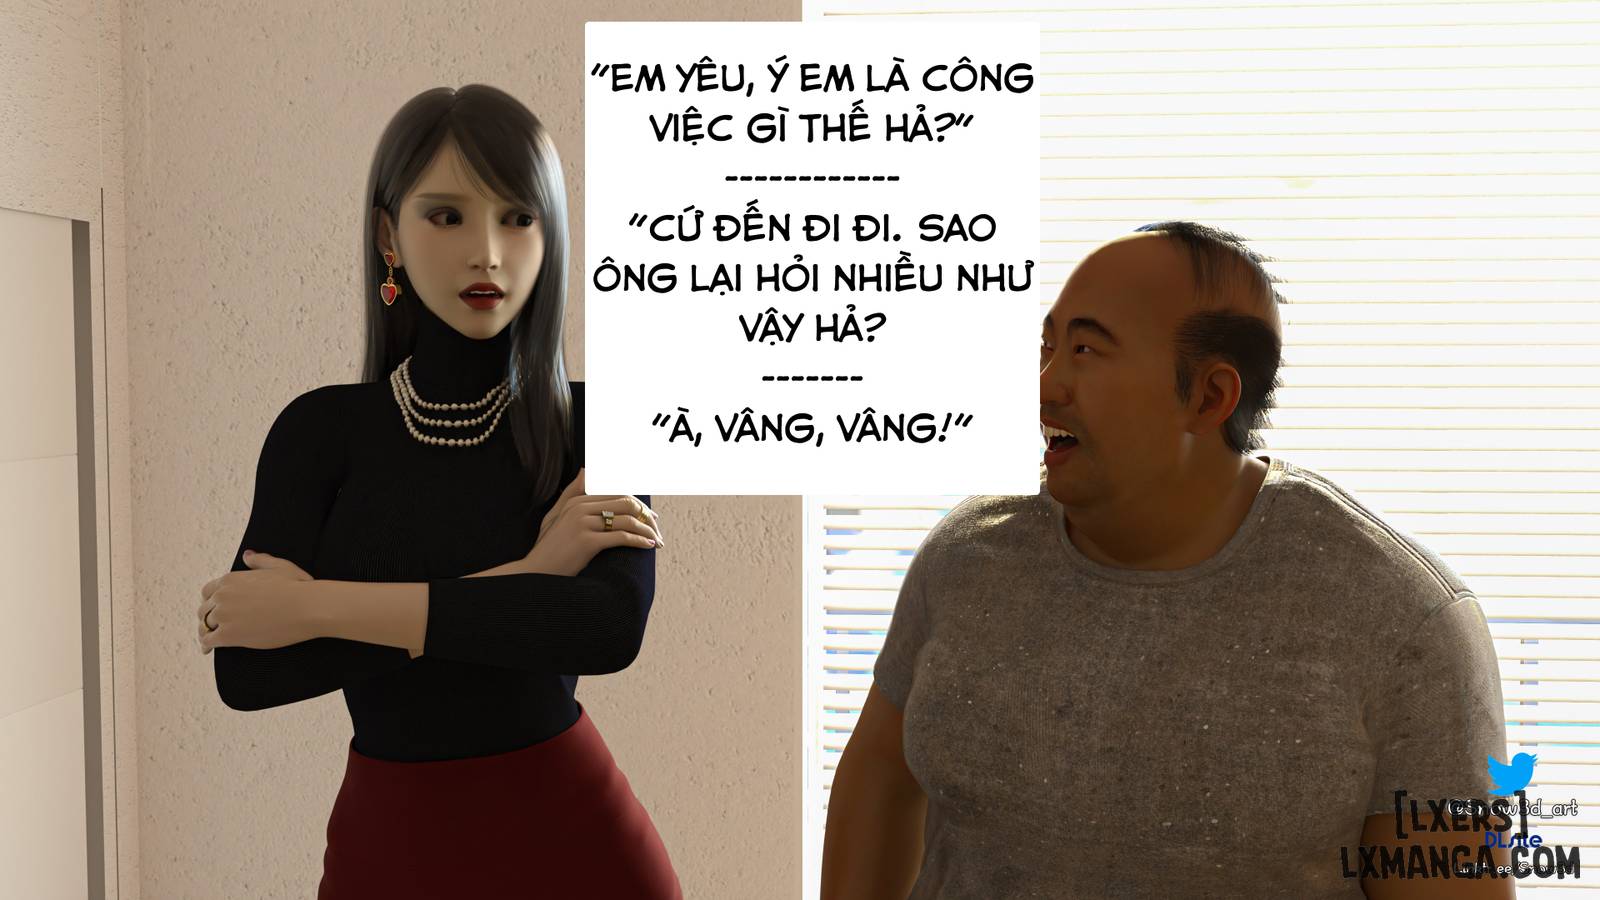 "EM YÊU, Ý EM LÀ CÔNG
VIỆC GÌ THẾ HẢ?"
------------
"CỨ ĐẾN ĐI ĐI. SAO
ÔNG LẠI HỎI NHIỀU NHƯ
VẬY HẢ?
-------
"À, VÂNG, VÂNG!"
@Snow3d_art
[LXERS]
DLsite
LXMANGA.COM